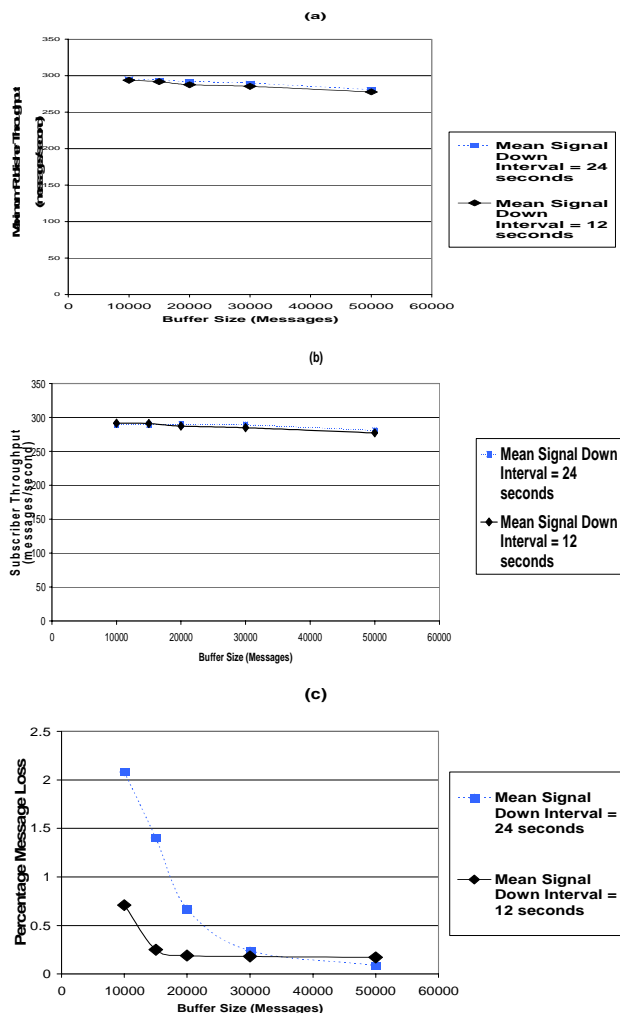 (a)
Publisher Throughput
(messages/second)
350
300
250
200
150
100
50
0
0 10000 20000 30000 40000 50000 60000
Buffer Size (Messages)
Mean Signal
Down
Interval = 24
seconds
Mean Signal
Down
Interval = 12
seconds
(b)
Subscriber Throughput
(messages/second)
350
300
250
200
150
100
50
0
0 10000 20000 30000 40000 50000 60000
Buffer Size (Messages)
Mean Signal Down
Interval = 24
seconds
Mean Signal Down
Interval = 12
seconds
(c)
Percentage Message Loss
2.5
2
1.5
1
0.5
0
0 10000 20000 30000 40000 50000 60000
Buffer Size (Messages)
Mean Signal
Down Interval =
24 seconds
Mean Signal
Down Interval =
12 seconds